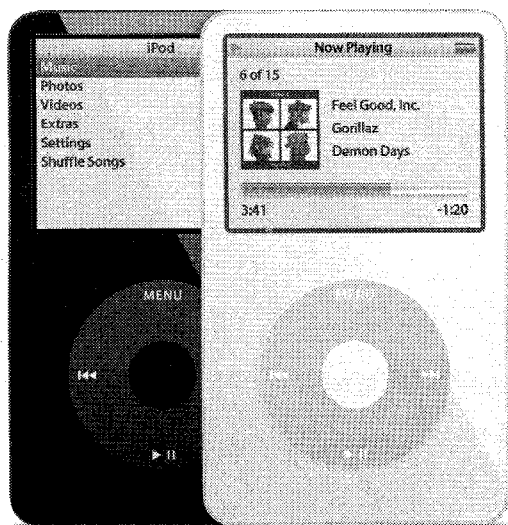 iPod
Music
Photos
Videos
Extras
Settings
Shuffle Songs
MENU
Now Playing
6 of 15
Feel Good, Inc.
Gorillaz
Demon Days
3:41
-1:20
MENU